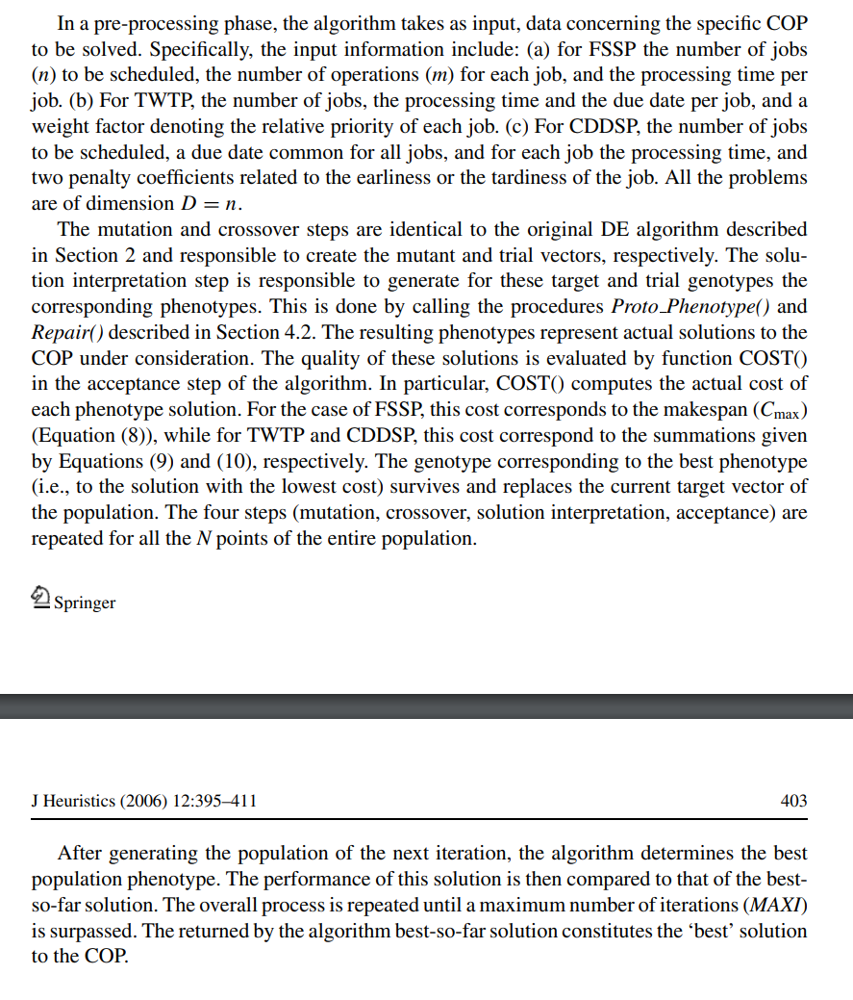 In a pre-processing phase, the algorithm takes as input, data concerning the specific COP
to be solved. Specifically, the input information include: (a) for FSSP the number of jobs
(n) to be scheduled, the number of operations (m) for each job, and the processing time per
job. (b) For TWTP, the number of jobs, the processing time and the due date per job, and a
weight factor denoting the relative priority of each job. (c) For CDDSP, the number of jobs
to be scheduled, a due date common for all jobs, and for each job the processing time, and
two penalty coefficients related to the earliness or the tardiness of the job. All the problems
are of dimension D = n.
The mutation and crossover steps are identical to the original DE algorithm described
in Section 2 and responsible to create the mutant and trial vectors, respectively. The solu-
tion interpretation step is responsible to generate for these target and trial genotypes the
corresponding phenotypes. This is done by calling the procedures Proto_Phenotype() and
Repair() described in Section 4.2. The resulting phenotypes represent actual solutions to the
COP under consideration. The quality of these solutions is evaluated by function COST()
in the acceptance step of the algorithm. In particular, COST() computes the actual cost of
each phenotype solution. For the case of FSSP, this cost corresponds to the makespan (Cmax)
(Equation (8)), while for TWTP and CDDSP, this cost correspond to the summations given
by Equations (9) and (10), respectively. The genotype corresponding to the best phenotype
(i.e., to the solution with the lowest cost) survives and replaces the current target vector of
the population. The four steps (mutation, crossover, solution interpretation, acceptance) are
repeated for all the N points of the entire population.
Springer
J Heuristics (2006) 12:395–411 403
After generating the population of the next iteration, the algorithm determines the best
population phenotype. The performance of this solution is then compared to that of the best-
so-far solution. The overall process is repeated until a maximum number of iterations (MAXI)
is surpassed. The returned by the algorithm best-so-far solution constitutes the ‘best’ solution
to the COP.